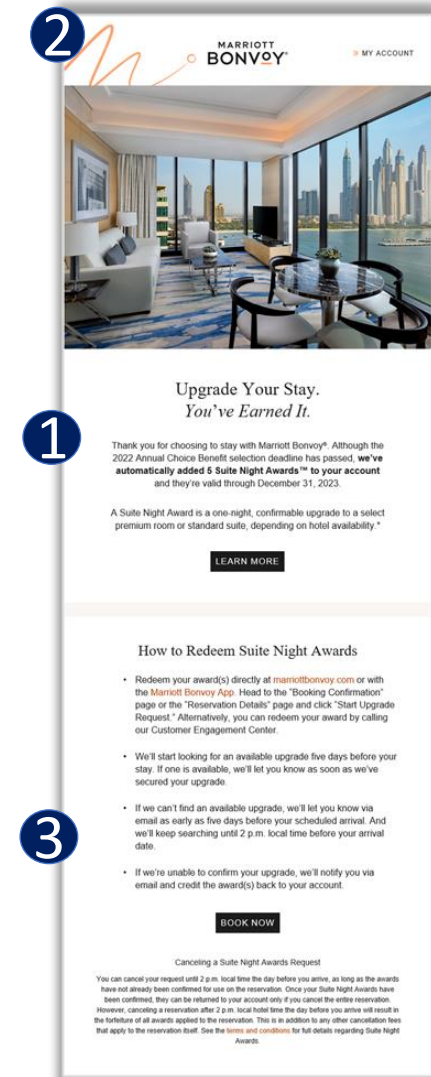 2
MARRIOTT
BONVOY®
» MY ACCOUNT
Upgrade Your Stay.
You've Earned It.
1
Thank you for choosing to stay with Marriott Bonvoy®. Although the
2022 Annual Choice Benefit selection deadline has passed, we've
automatically added 5 Suite Night Awards™ to your account
and they're valid through December 31, 2023.
A Suite Night Award is a one-night, confirmable upgrade to a select
premium room or standard suite, depending on hotel availability.*
LEARN MORE
How to Redeem Suite Night Awards
• Redeem your award(s) directly at marriottbonvoy.com or with
the Marriott Bonvoy App. Head to the "Booking Confirmation"
page or the "Reservation Details" page and click "Start Upgrade
Request." Alternatively, you can redeem your award by calling
our Customer Engagement Center.
• We'll start looking for an available upgrade five days before your
stay. If one is available, we'll let you know as soon as we've
secured your upgrade.
3
• If we can't find an available upgrade, we'll let you know via
email as early as five days before your scheduled arrival. And
we'll keep searching until 2 p.m. local time before your arrival
date.
• If we're unable to confirm your upgrade, we'll notify you via
email and credit the award(s) back to your account.
BOOK NOW
Canceling a Suite Night Awards Request
You can cancel your request until 2 p.m. local time the day before you arrive, as long as the awards
have not already been confirmed for use on the reservation. Once your Suite Night Awards have
been confirmed, they can be returned to your account only if you cancel the entire reservation.
However, canceling a reservation after 2 p.m. local hotel time the day before you arrive will result in
the forfeiture of all awards applied to the reservation. This is in addition to any other cancellation fees
that apply to the reservation itself. See the terms and conditions for full details regarding Suite Night
Awards.